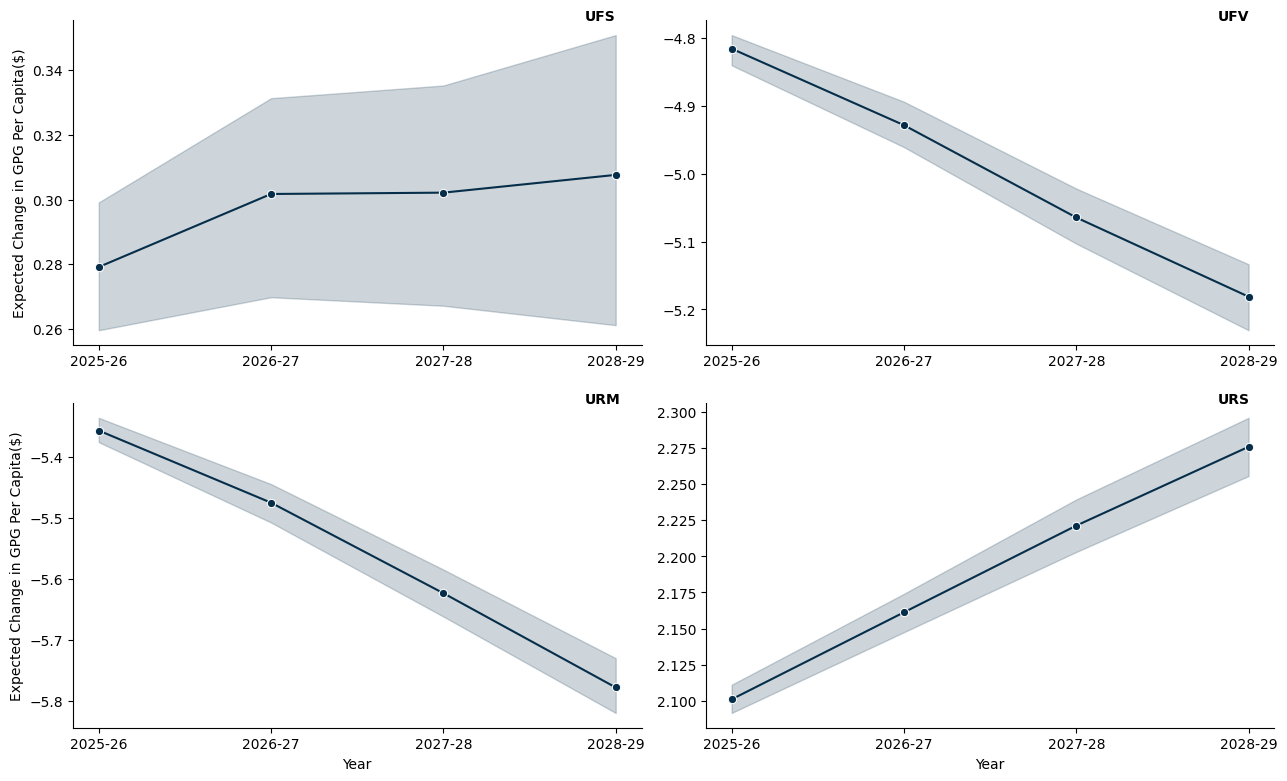 UFS
Expected Change in GPG Per Capita($)
0.34
0.32
0.30
0.28
0.26
2025-26 2026-27 2027-28 2028-29
UFV
−4.8
−4.9
−5.0
−5.1
−5.2
2025-26 2026-27 2027-28 2028-29
URM
Expected Change in GPG Per Capita($)
−5.4
−5.5
−5.6
−5.7
−5.8
2025-26 2026-27 2027-28 2028-29
Year
URS
2.300
2.275
2.250
2.225
2.200
2.175
2.150
2.125
2.100
2025-26 2026-27 2027-28 2028-29
Year